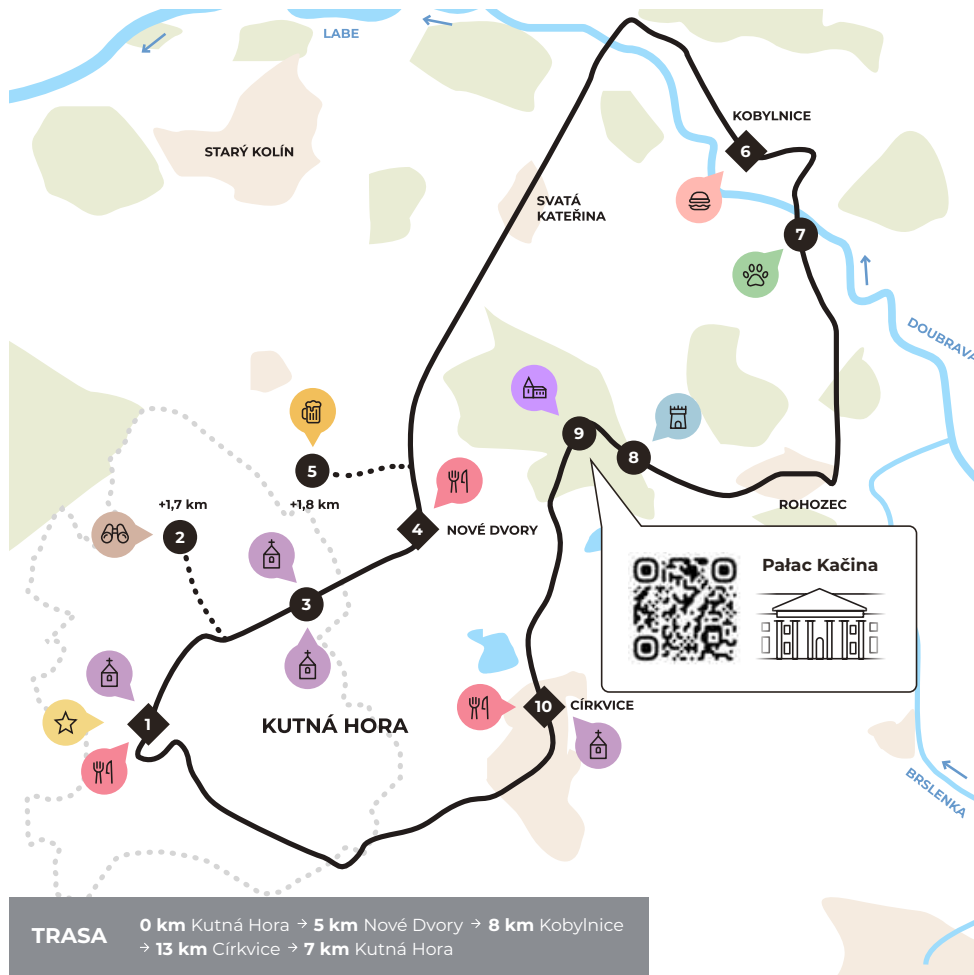 LABE
KOBYLNICE
6
STARÝ KOLÍN
SVATÁ
KATEŘINA
7
DOUBRAVA
9
8
5
+1,7 km
+1,8 km
ROHOZEC
2
4
NOVÉ DVORY
Pałac Kačina
3
10
CÍRKVICE
1
KUTNÁ HORA
BRSLENKA
TRASA
0 km Kutná Hora → 5 km Nové Dvory → 8 km Kobylnice
→ 13 km Církvice → 7 km Kutná Hora